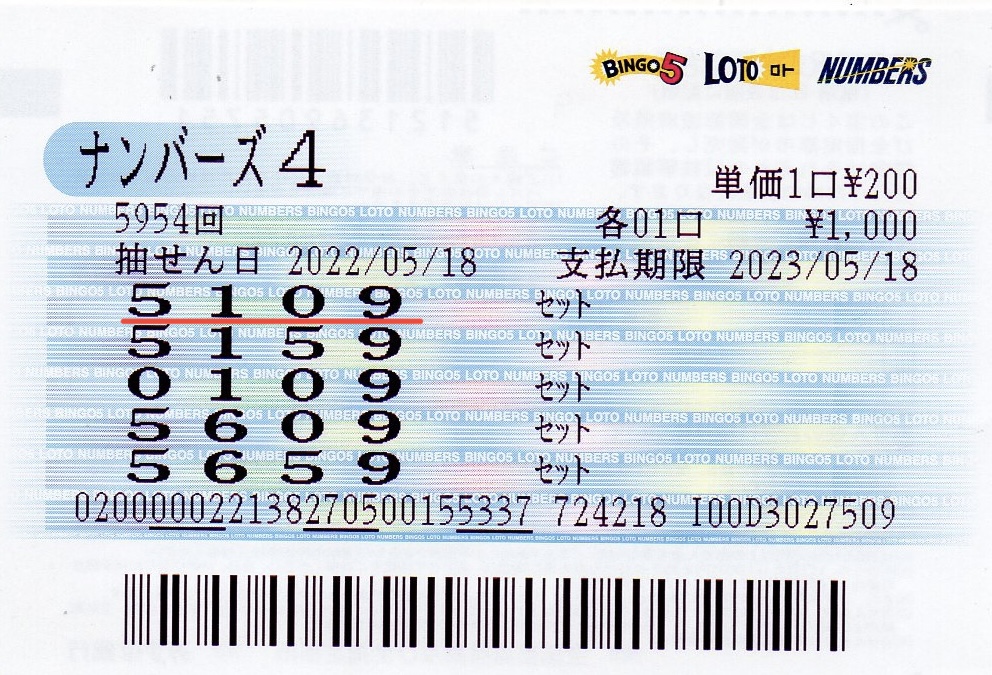 BINGO5 LOTO ロト NUMBERS
ナンバーズ4
単価1口¥200
5954回 各01口 ¥1,000
抽せん日 2022/05/18 支払期限 2023/05/18
5109 セット
5159 セット
0109 セット
5609 セット
5659 セット
020000022138270500155337 724218 I00D3027509